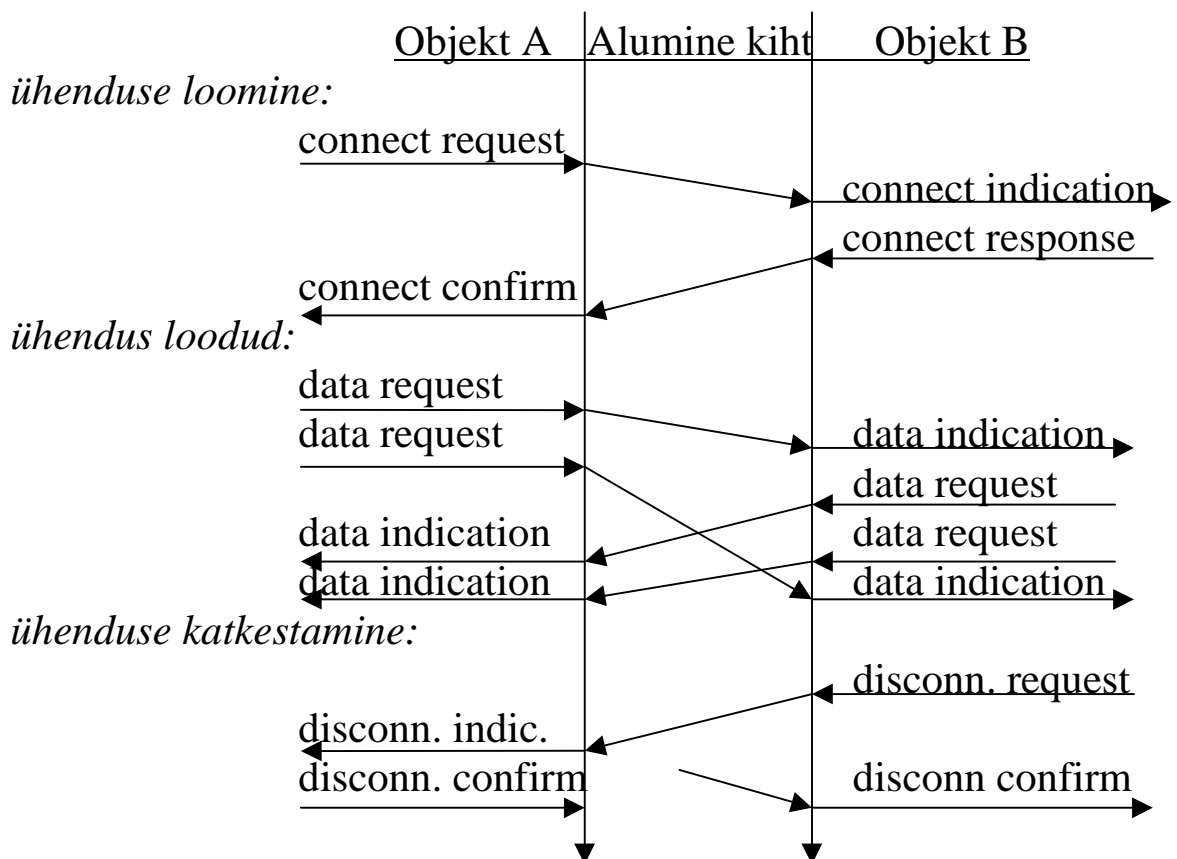 Objekt A Alumine kiht Objekt B
ühenduse loomine:
connect request
connect indication
connect response
connect confirm
ühendus loodud:
data request
data request data indication
data request
data indication data request
data indication data indication
ühenduse katkestamine:
disconn. request
disconn. indic.
disconn. confirm disconn confirm